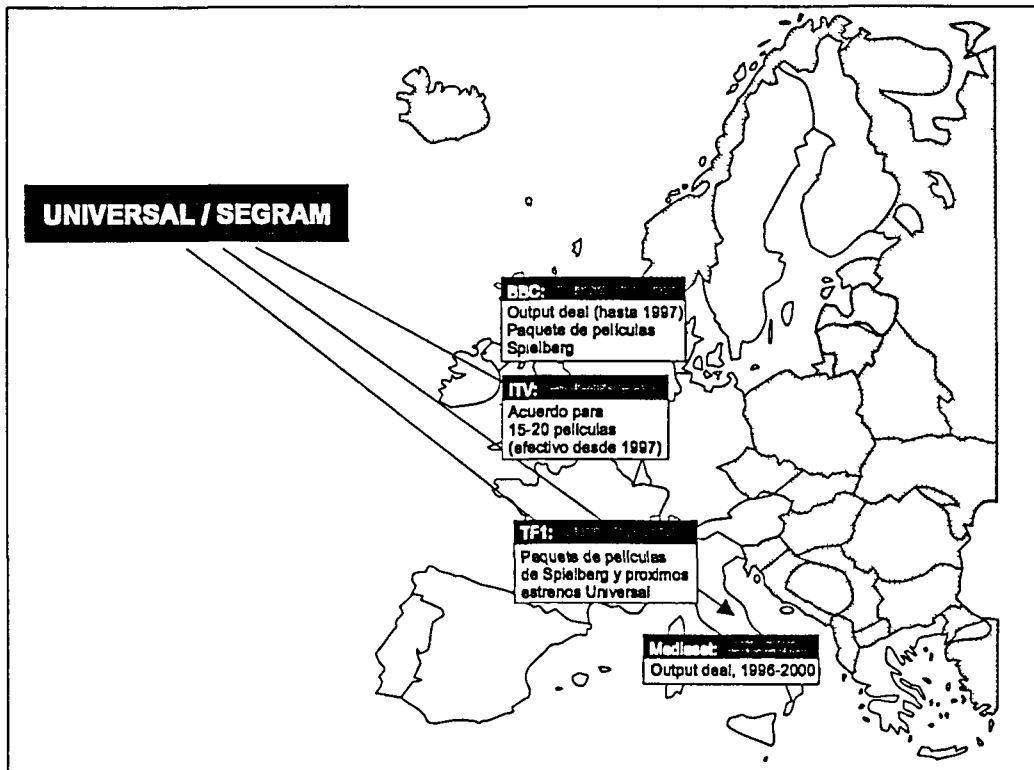 UNIVERSAL / SEGRAM
BBC:
Output deal (hasta 1997)
Paquete de películas
Spielberg
ITV:
Acuerdo para
15-20 películas
(efectivo desde 1997)
TF1:
Paquete de películas
de Spielberg y proximos
estrenos Universal
Mediaset:
Output deal, 1996-2000